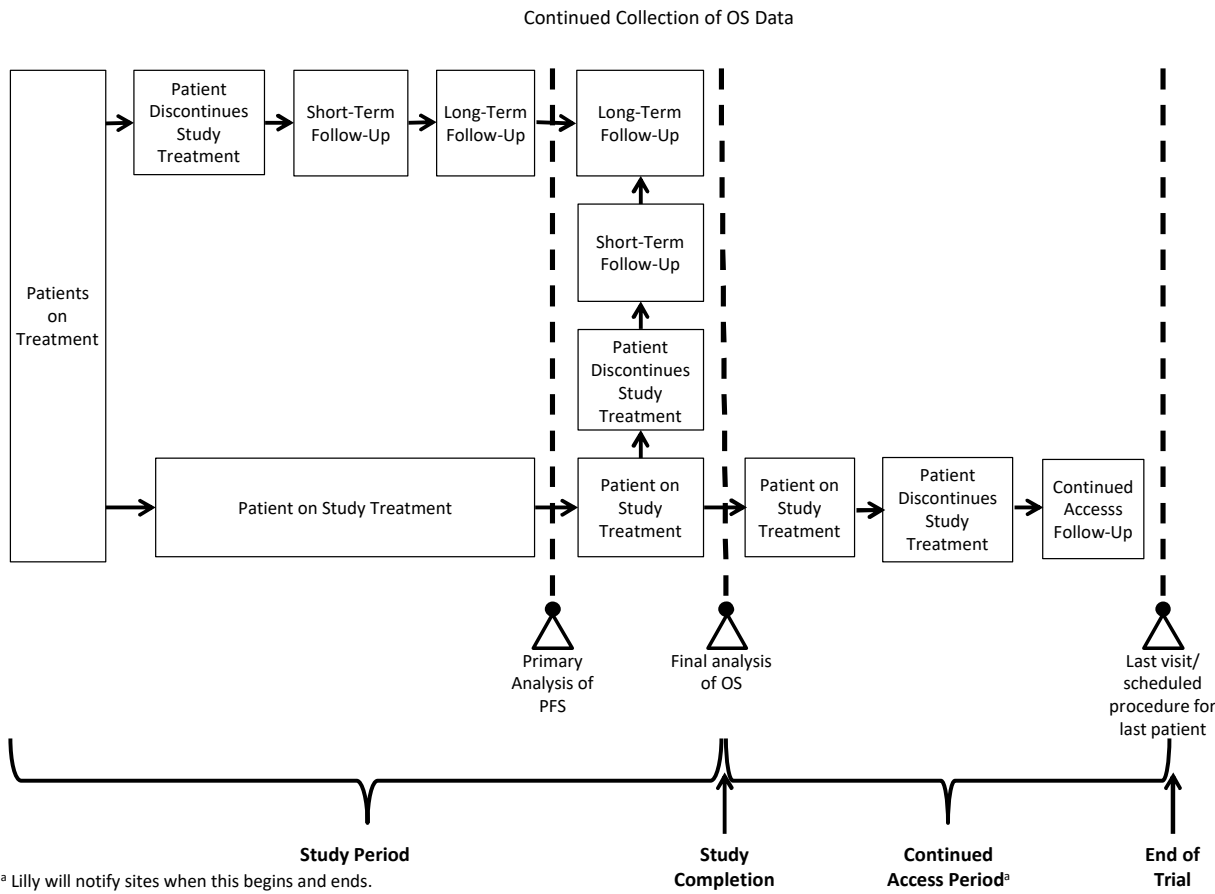 Continued Collection of OS Data
Patients
on
Treatment
Patient
Discontinues
Study
Treatment
Short-Term
Follow-Up
Long-Term
Follow-Up
Long-Term
Follow-Up
Short-Term
Follow-Up
Patient
Discontinues
Study
Treatment
Patient on Study Treatment
Patient on
Study
Treatment
Patient on
Study
Treatment
Patient
Discontinues
Study
Treatment
Continued
Accesss
Follow-Up
Primary
Analysis of
PFS
Final analysis
of OS
Last visit/
scheduled
procedure for
last patient
Study Period
Study
Completion
Continued
Access Periodᵃ
End of
Trial
ᵃ Lilly will notify sites when this begins and ends.